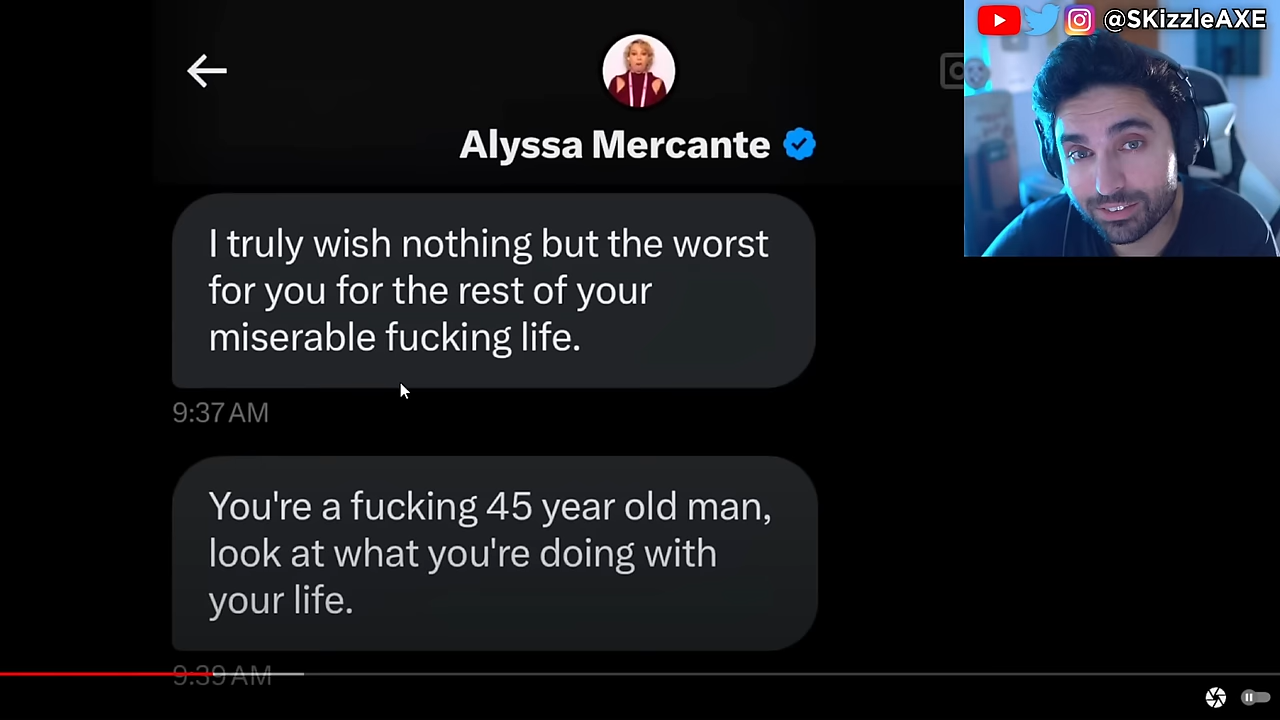 @SKizzleAXE
Alyssa Mercante
I truly wish nothing but the worst
for you for the rest of your
miserable fucking life.
9:37 AM
You're a fucking 45 year old man,
look at what you're doing with
your life.
9:39 AM